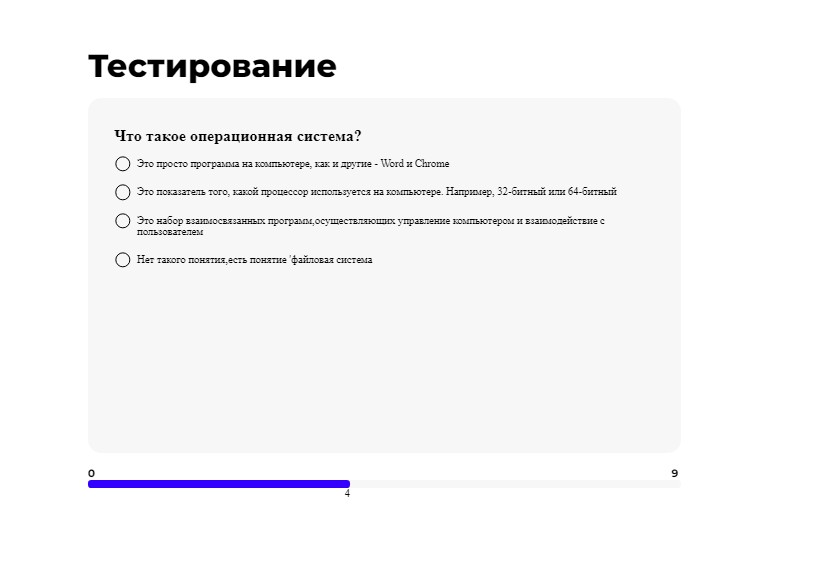 Тестирование
Что такое операционная система?
Это просто программа на компьютере, как и другие - Word и Chrome
Это показатель того, какой процессор используется на компьютере. Например, 32-битный или 64-битный
Это набор взаимосвязанных программ,осуществляющих управление компьютером и взаимодействие с
пользователем
Нет такого понятия,есть понятие 'файловая система
0
9
4